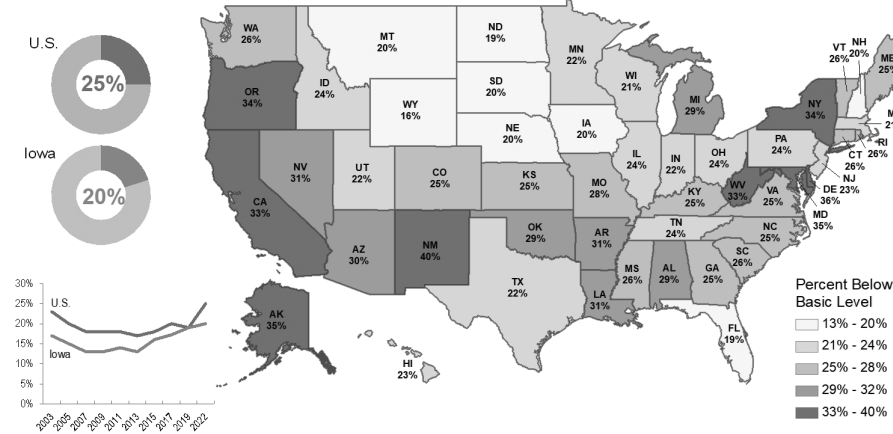 U.S.
25%
Iowa
20%
30%
25%
20%
15%
10%
5%
0%
U.S.
Iowa
2003
2005
2007
2009
2011
2013
2015
2017
2019
2022
WA
26%
MT
20%
ND
19%
MN
22%
VT
26%
NH
20%
ME
25%
OR
34%
ID
24%
WY
16%
SD
20%
WI
21%
MI
29%
NY
34%
M
21
RI
26%
CT
26%
NJ
23%
DE
36%
MD
35%
NE
20%
IA
20%
IL
24%
IN
22%
OH
24%
PA
24%
NV
31%
UT
22%
CO
25%
KS
25%
MO
28%
KY
25%
WV
33%
VA
25%
CA
33%
AZ
30%
NM
40%
OK
29%
AR
31%
TN
24%
NC
25%
SC
26%
TX
22%
LA
31%
MS
26%
AL
29%
GA
25%
FL
19%
AK
35%
HI
23%
Percent Below
Basic Level
13% - 20%
21% - 24%
25% - 28%
29% - 32%
33% - 40%